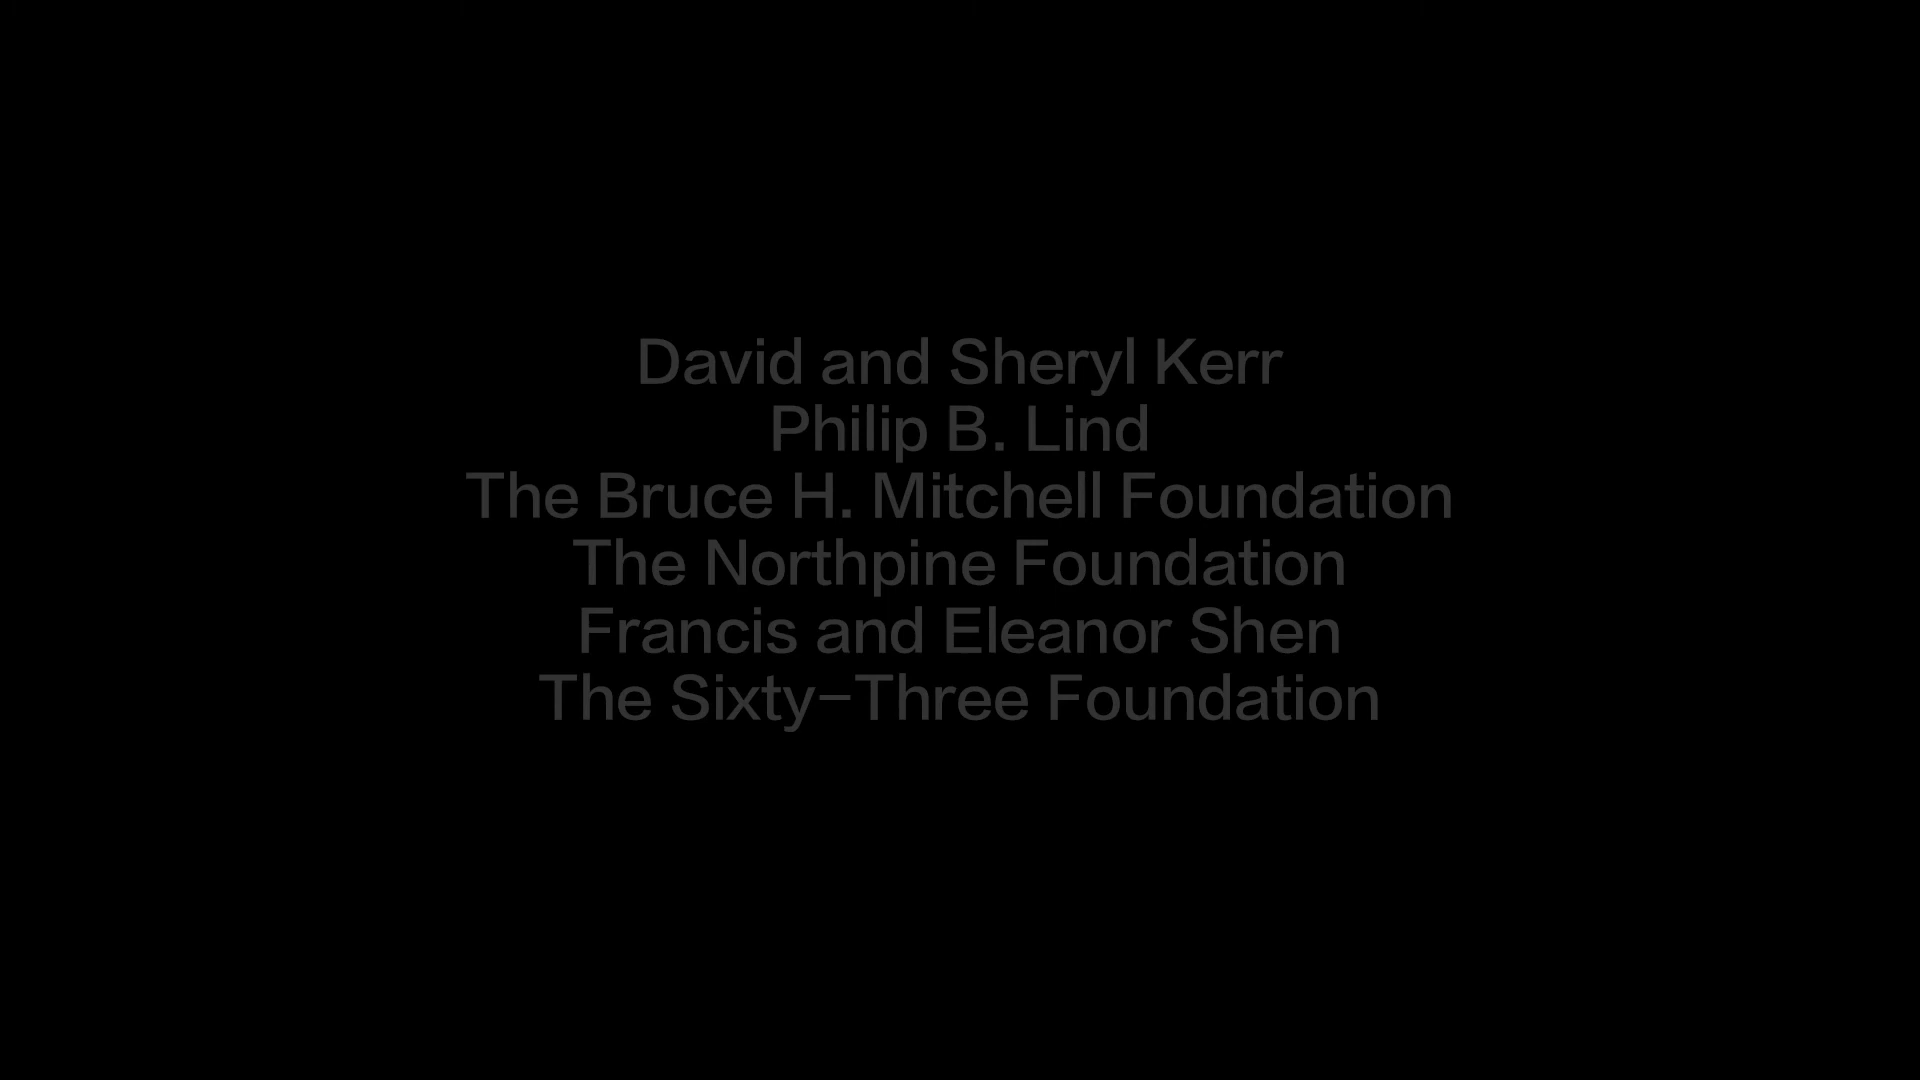 David and Sheryl Kerr
Philip B. Lind
The Bruce H. Mitchell Foundation
The Northpine Foundation
Francis and Eleanor Shen
The Sixty–Three Foundation